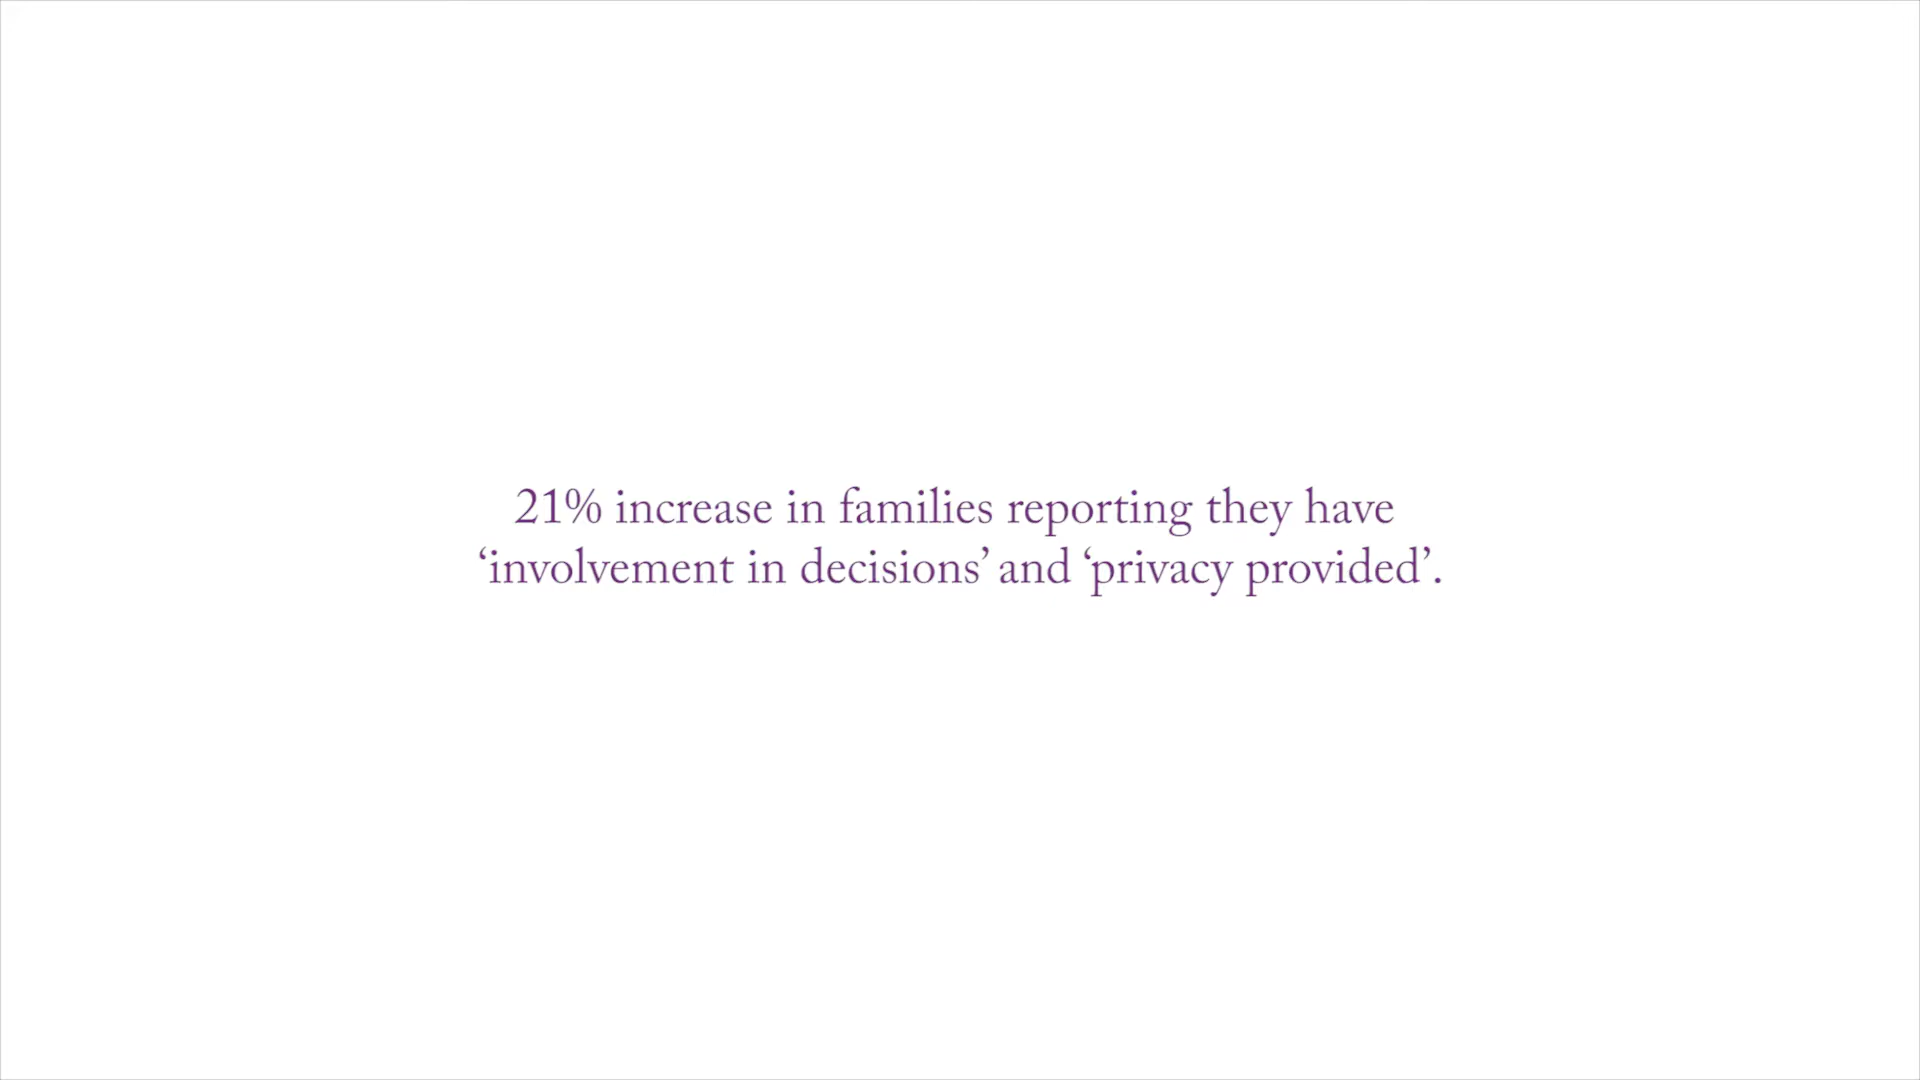 21% increase in families reporting they have
‘involvement in decisions’ and ‘privacy provided’.